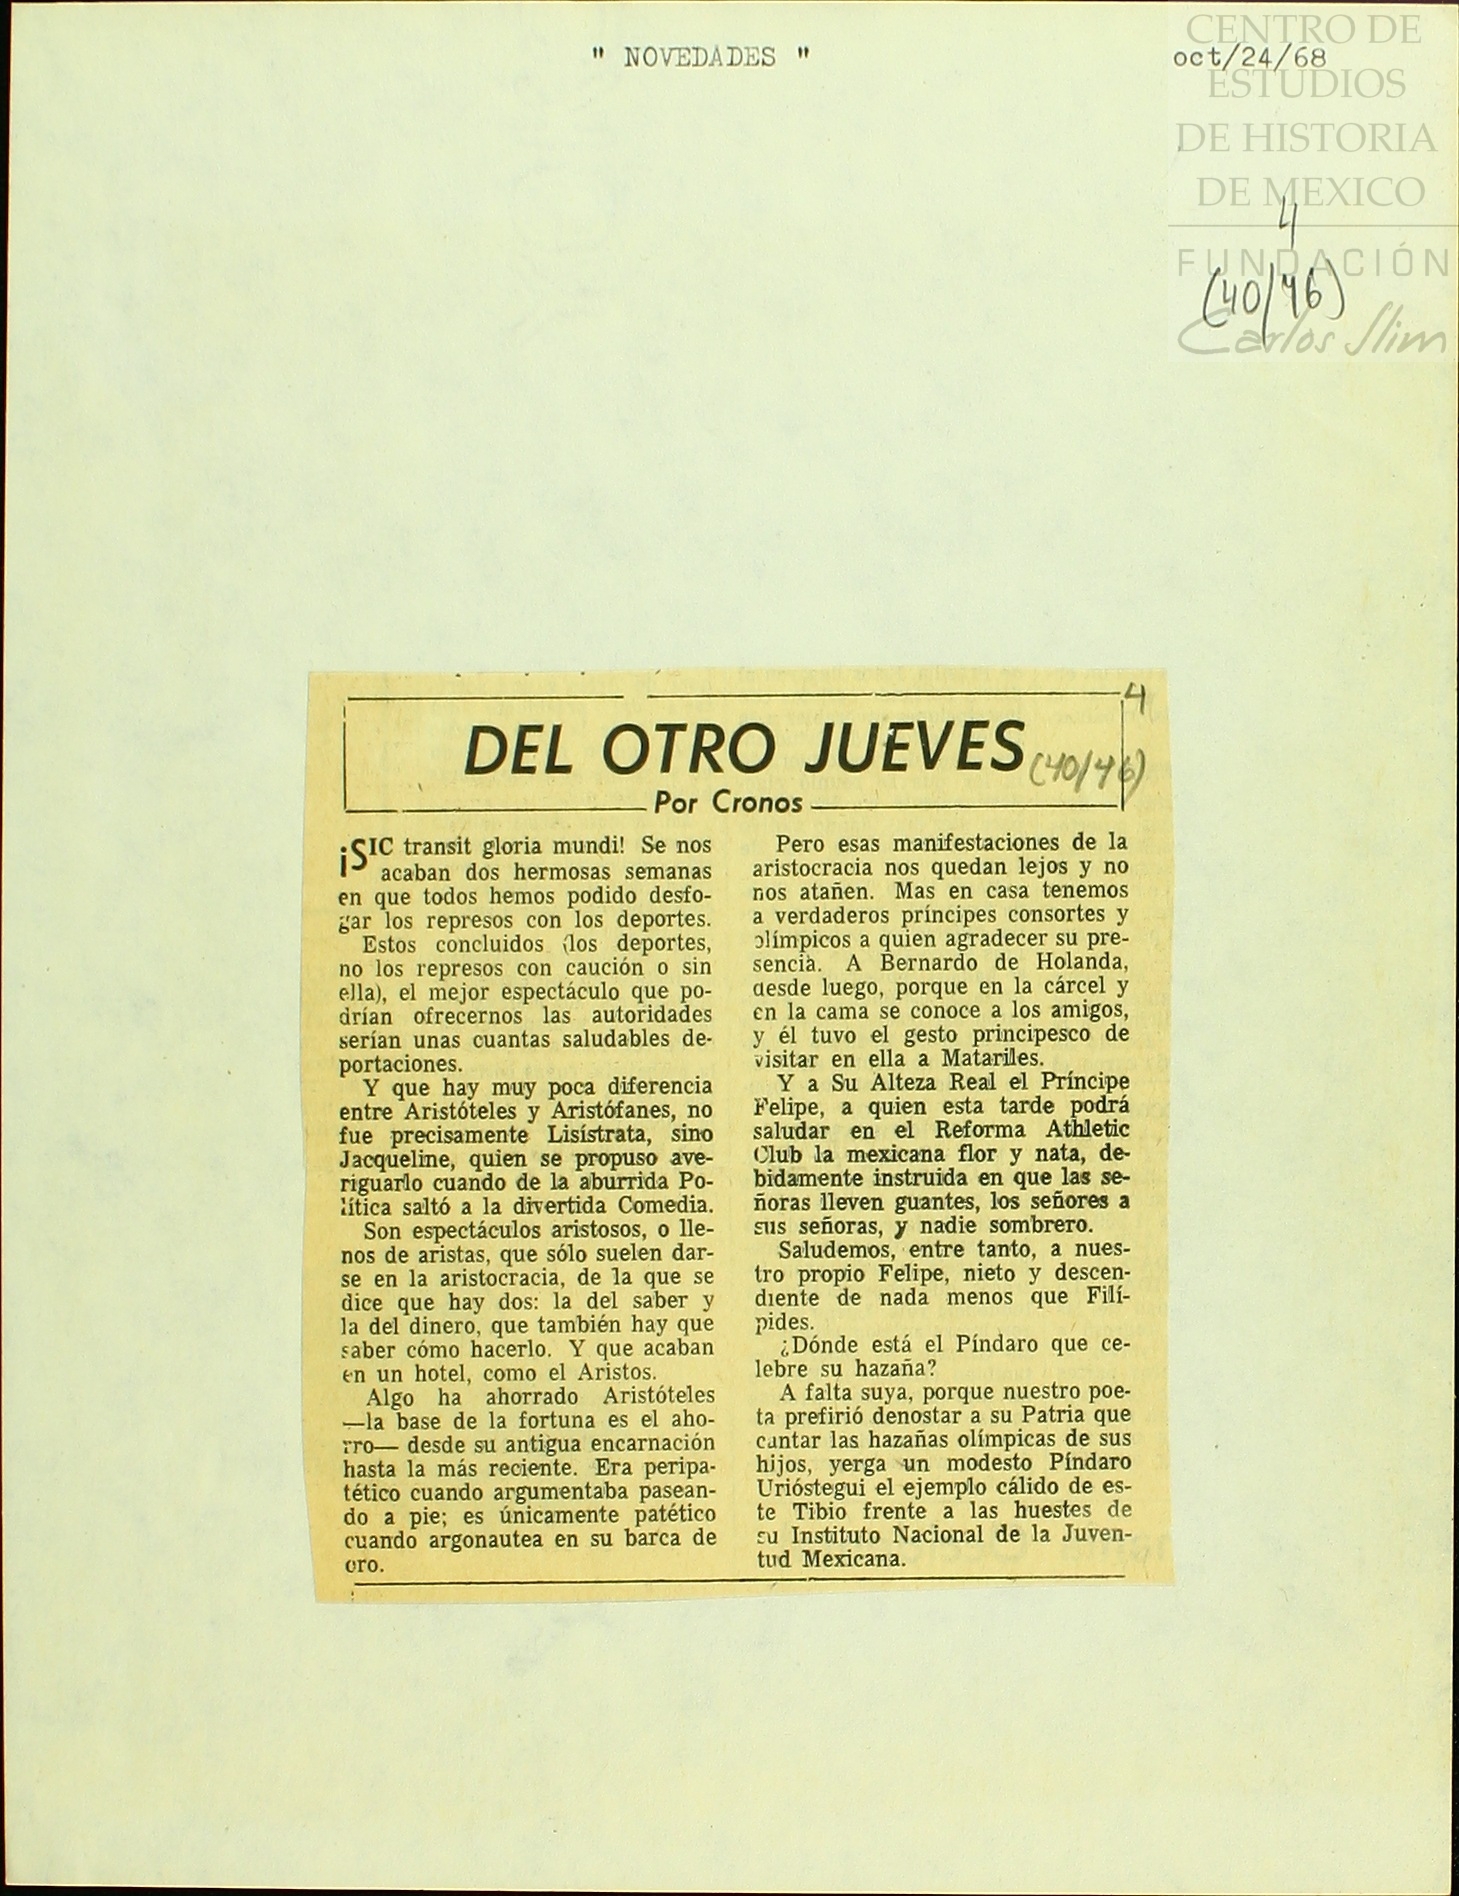 " NOVEDADES "
oct/24/68
CENTRO DE
ESTUDIOS
DE HISTORIA
DE MEXICO
FUNDACIÓN
Carlos Slim
4
(40/46)
4
DEL OTRO JUEVES
(40/46)
Por Cronos
¡SIC transit gloria mundi! Se nos
acaban dos hermosas semanas
en que todos hemos podido desfo-
gar los represos con los deportes.
Estos concluidos (los deportes,
no los represos con caución o sin
ella), el mejor espectáculo que po-
drían ofrecernos las autoridades
serían unas cuantas saludables de-
portaciones.
Y que hay muy poca diferencia
entre Aristóteles y Aristófanes, no
fue precisamente Lisístrata, sino
Jacqueline, quien se propuso ave-
riguarlo cuando de la aburrida Po-
lítica saltó a la divertida Comedia.
Son espectáculos aristosos, o lle-
nos de aristas, que sólo suelen dar-
se en la aristocracia, de la que se
dice que hay dos: la del saber y
la del dinero, que también hay que
saber cómo hacerlo. Y que acaban
en un hotel, como el Aristos.
Algo ha ahorrado Aristóteles
—la base de la fortuna es el aho-
rro— desde su antigua encarnación
hasta la más reciente. Era peripa-
tético cuando argumentaba pasean-
do a pie; es únicamente patético
cuando argonautea en su barca de
oro.
Pero esas manifestaciones de la
aristocracia nos quedan lejos y no
nos atañen. Mas en casa tenemos
a verdaderos príncipes consortes y
olímpicos a quien agradecer su pre-
sencia. A Bernardo de Holanda,
desde luego, porque en la cárcel y
en la cama se conoce a los amigos,
y él tuvo el gesto principesco de
visitar en ella a Matariles.
Y a Su Alteza Real el Príncipe
Felipe, a quien esta tarde podrá
saludar en el Reforma Athletic
Club la mexicana flor y nata, de-
bidamente instruida en que las se-
ñoras lleven guantes, los señores a
sus señoras, y nadie sombrero.
Saludemos, entre tanto, a nues-
tro propio Felipe, nieto y descen-
diente de nada menos que Filí-
pides.
¿Dónde está el Píndaro que ce-
lebre su hazaña?
A falta suya, porque nuestro poe-
ta prefirió denostar a su Patria que
cantar las hazañas olímpicas de sus
hijos, yerga un modesto Píndaro
Urióstegui el ejemplo cálido de es-
te Tibio frente a las huestes de
su Instituto Nacional de la Juven-
tud Mexicana.